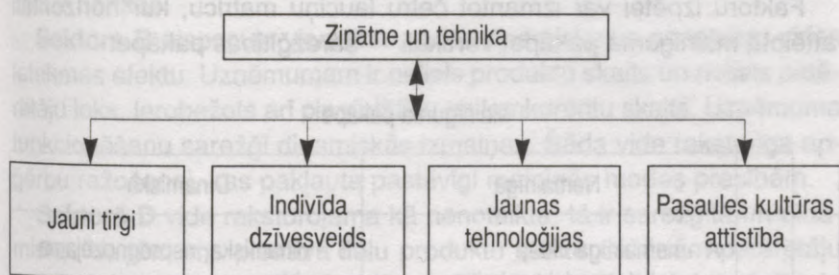 Zinātne un tehnika
Jauni tirgi
Indivīda
dzīvesveids
Jaunas
tehnoloģijas
Pasaules kultūras
attīstība